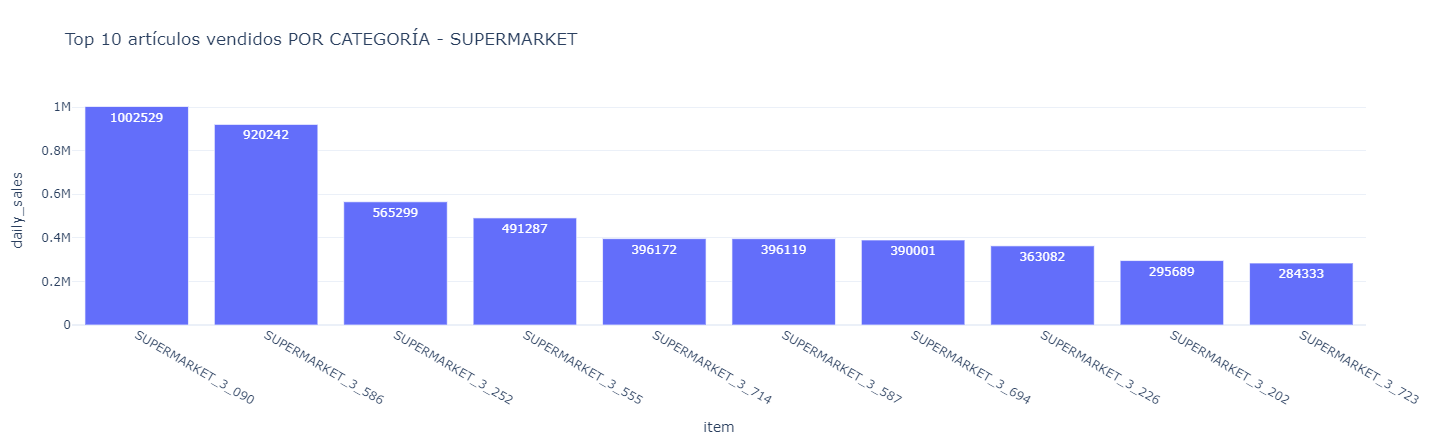 Top 10 artículos vendidos POR CATEGORÍA - SUPERMARKET
1M
0.8M
0.6M
0.4M
0.2M
0
daily_sales
1002529
920242
565299
491287
396172
396119
390001
363082
295689
284333
SUPERMARKET_3_090
SUPERMARKET_3_586
SUPERMARKET_3_252
SUPERMARKET_3_555
SUPERMARKET_3_714
SUPERMARKET_3_587
SUPERMARKET_3_694
SUPERMARKET_3_226
SUPERMARKET_3_202
SUPERMARKET_3_723
item